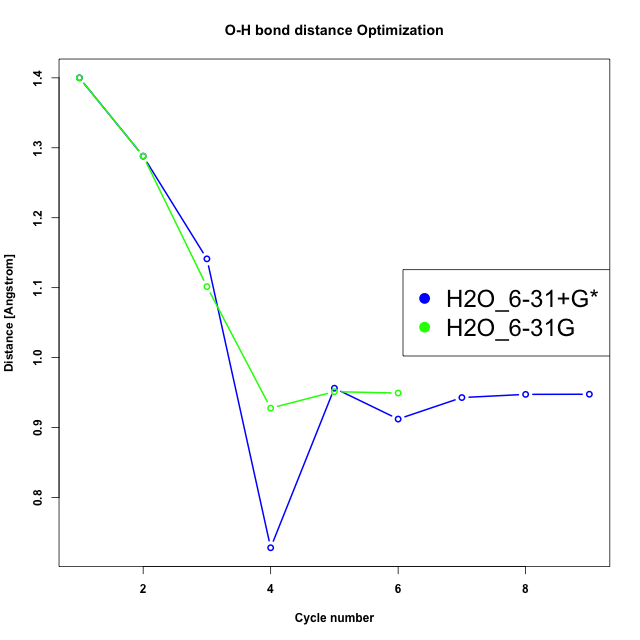 O-H bond distance Optimization
1.4
1.3
1.2
1.1
1.0
0.9
0.8
Distance [Angstrom]
H2O_6-31+G*
H2O_6-31G
2 4 6 8
Cycle number